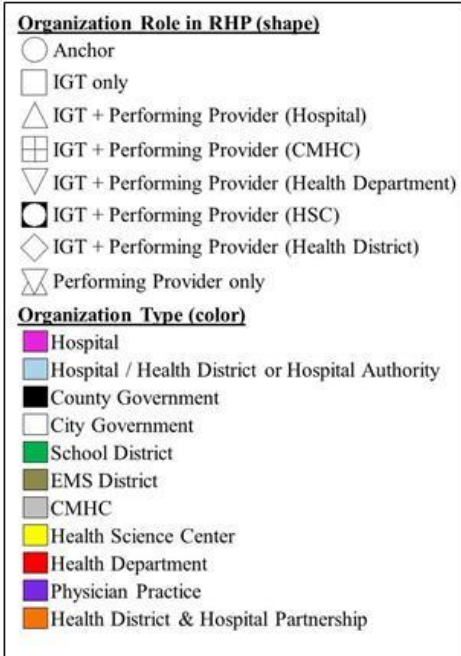 Organization Role in RHP (shape)
Anchor
IGT only
IGT + Performing Provider (Hospital)
IGT + Performing Provider (CMHC)
IGT + Performing Provider (Health Department)
IGT + Performing Provider (HSC)
IGT + Performing Provider (Health District)
Performing Provider only
Organization Type (color)
Hospital
Hospital / Health District or Hospital Authority
County Government
City Government
School District
EMS District
CMHC
Health Science Center
Health Department
Physician Practice
Health District & Hospital Partnership